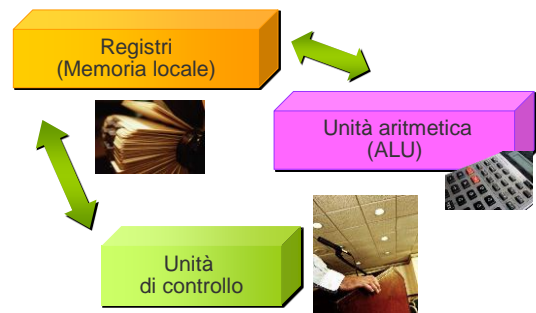 Registri
(Memoria locale)
Unità aritmetica
(ALU)
Unità
di controllo